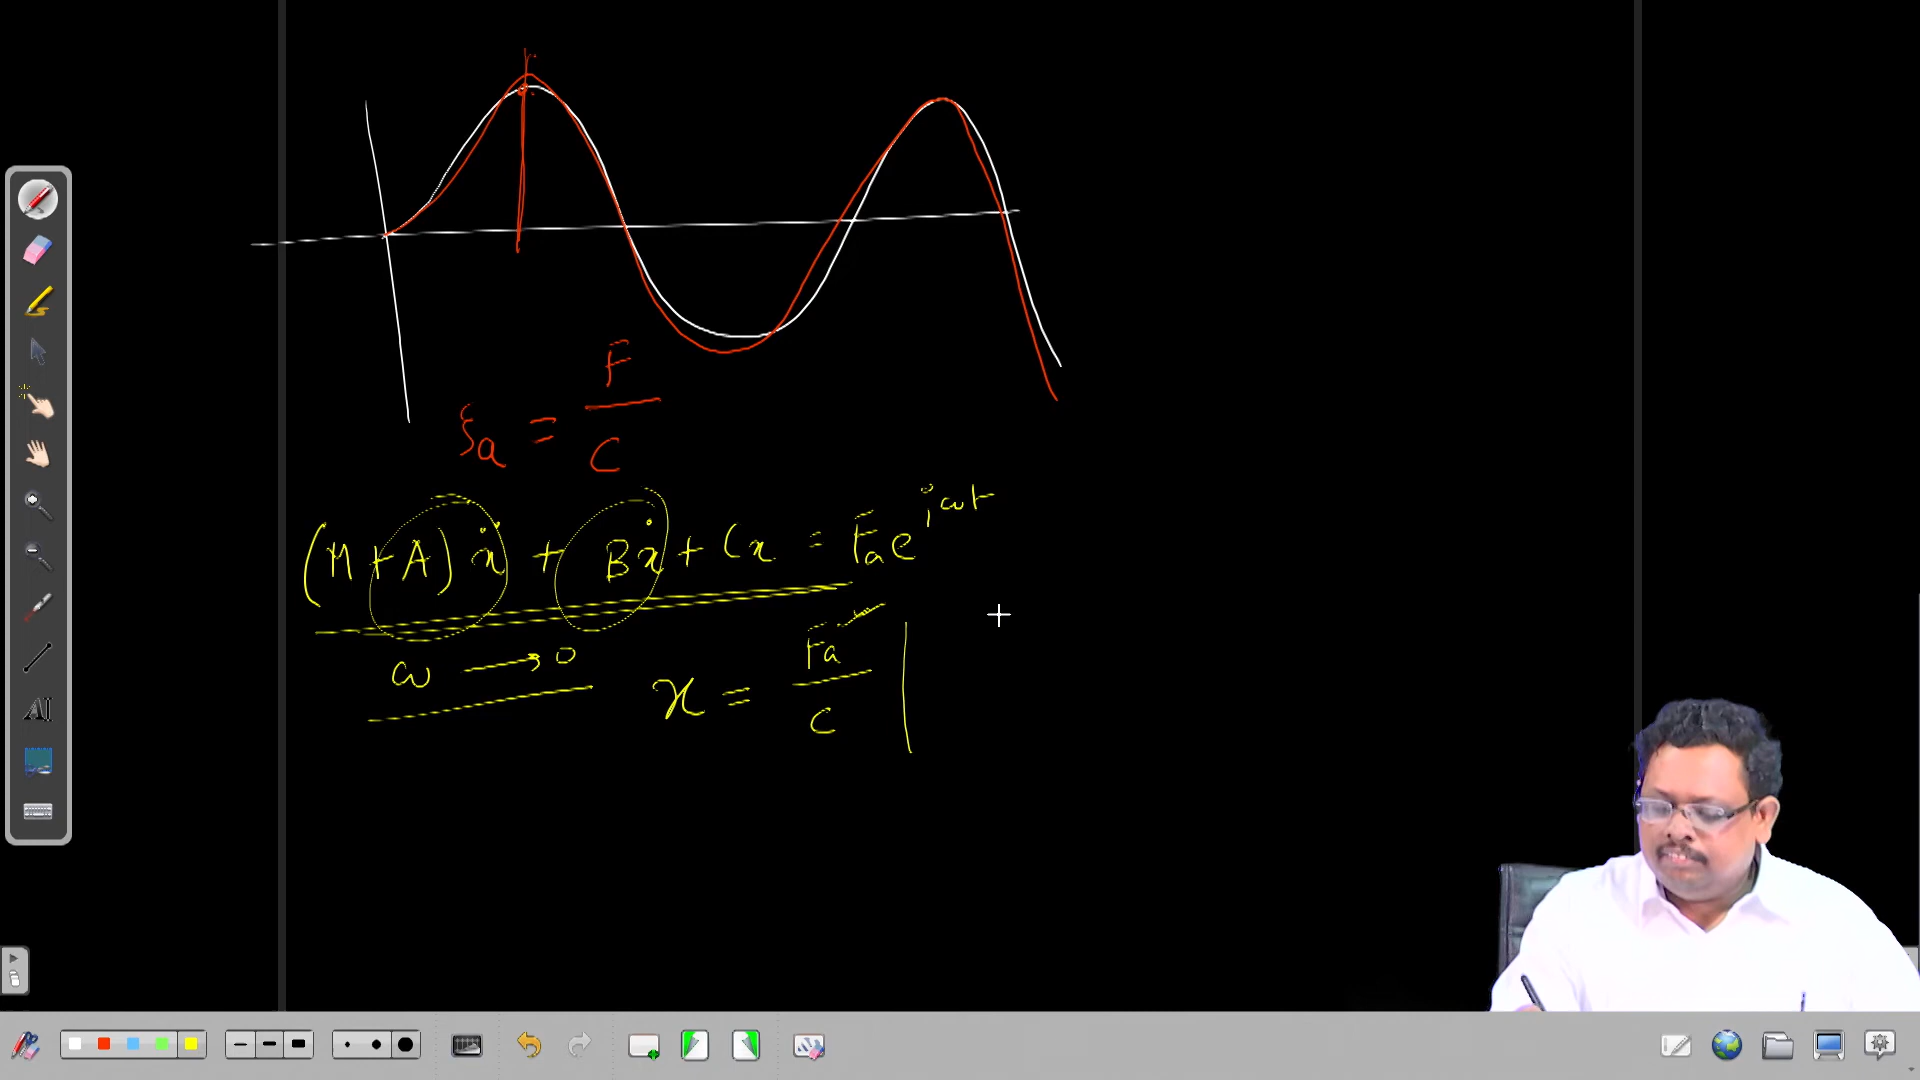 ξa = F/C
(M+A)ẍ + Bẋ + Cx = Fa e^{iωt}
ω → 0
x = Fa/C